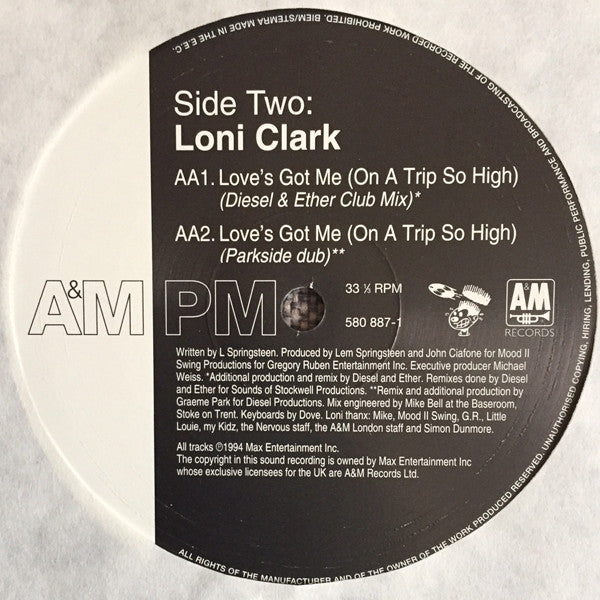 Side Two:
Loni Clark
AA1. Love's Got Me (On A Trip So High)
(Diesel & Ether Club Mix)*
AA2. Love's Got Me (On A Trip So High)
(Parkside dub)**
A&M PM
33 ⅓ RPM
580 887-1
A&M
RECORDS
Written by L Springsteen. Produced by Lem Springsteen and John Ciafone for Mood II
Swing Productions for Gregory Ruben Entertainment Inc. Executive producer Michael
Weiss. *Additional production and remix by Diesel and Ether. Remixes done by Diesel
and Ether for Sounds of Stockwell Productions. **Remix and additional production by
Graeme Park for Diesel Productions. Mix engineered by Mike Bell at the Baseroom,
Stoke on Trent. Keyboards by Dove. Loni thanx: Mike, Mood II Swing, G.R., Little
Louie, my Kidz, the Nervous staff, the A&M London staff and Simon Dunmore.
All tracks ℗1994 Max Entertainment Inc.
The copyright in this sound recording is owned by Max Entertainment Inc
whose exclusive licensees for the UK are A&M Records Ltd.
ALL RIGHTS OF THE MANUFACTURER AND OF THE OWNER OF THE WORK PRODUCED RESERVED. UNAUTHORISED COPYING, HIRING, LENDING, PUBLIC PERFORMANCE AND BROADCASTING OF THE RECORDED WORK PROHIBITED. BIEM/STEMRA MADE IN THE E.E.C.